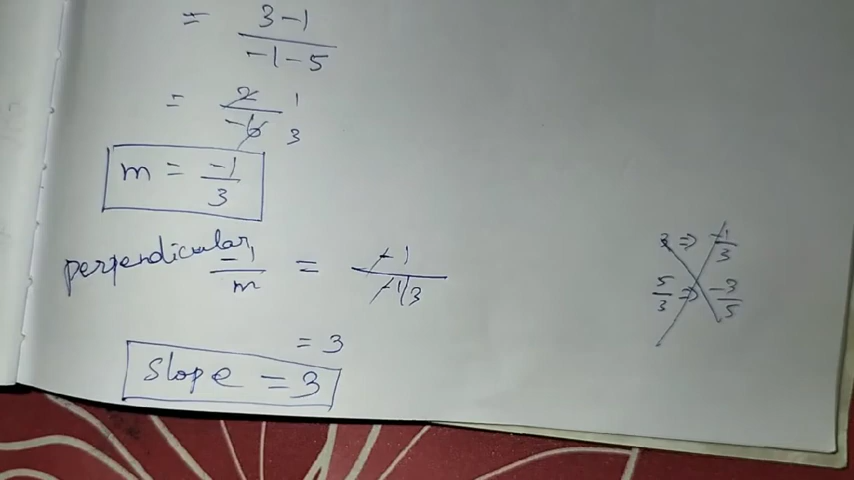 = 3-1 / -1-5
= 2 / -6 1 / 3
m = -1 / 3
perpendicular -1 / m = -1 / -1/3
= 3
slope = 3
3 ⇒ -1 / 3
5 / 3 ⇒ -3 / 5